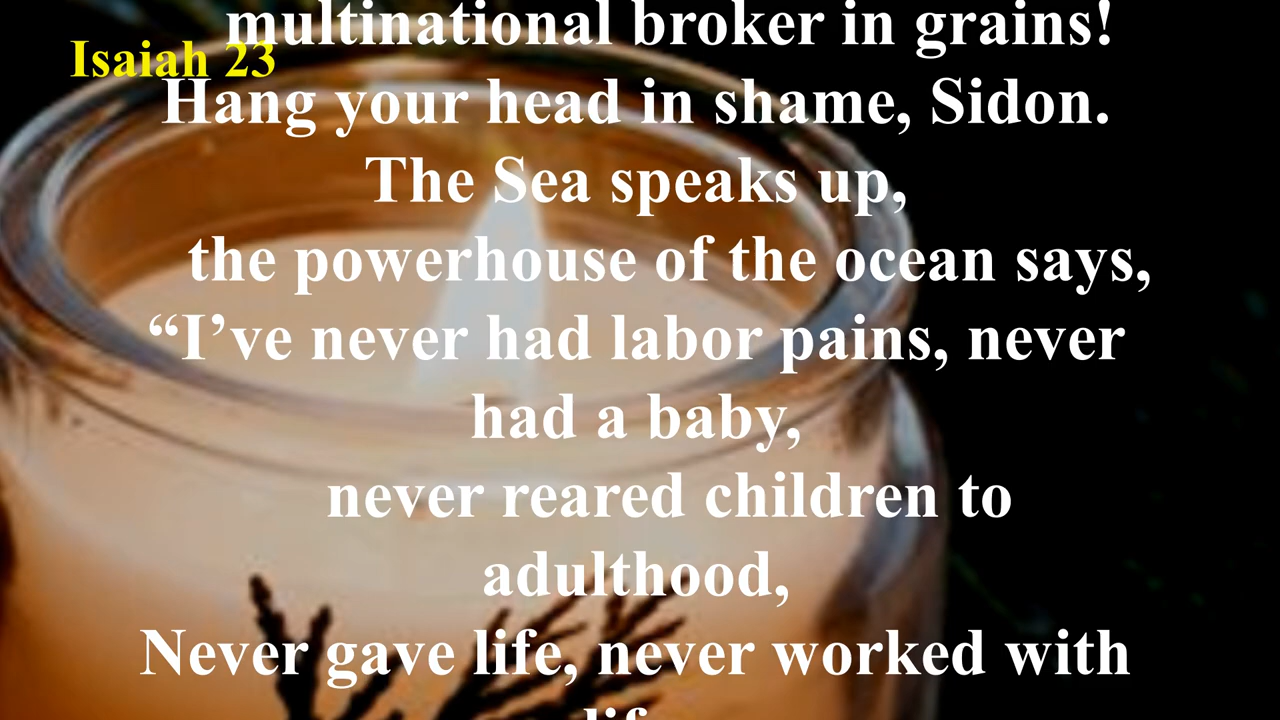 multinational broker in grains!
Isaiah 23
Hang your head in shame, Sidon.
The Sea speaks up,
the powerhouse of the ocean says,
“I’ve never had labor pains, never
had a baby,
never reared children to
adulthood,
Never gave life, never worked with